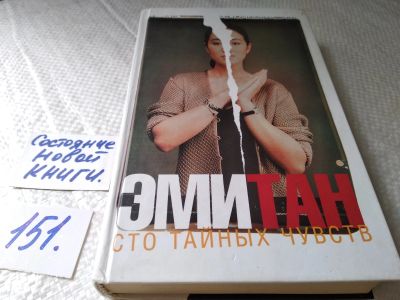 Состояние
новой
книги.
151.
ЭМИТАН
СТО ТАЙНЫХ ЧУВСТВ